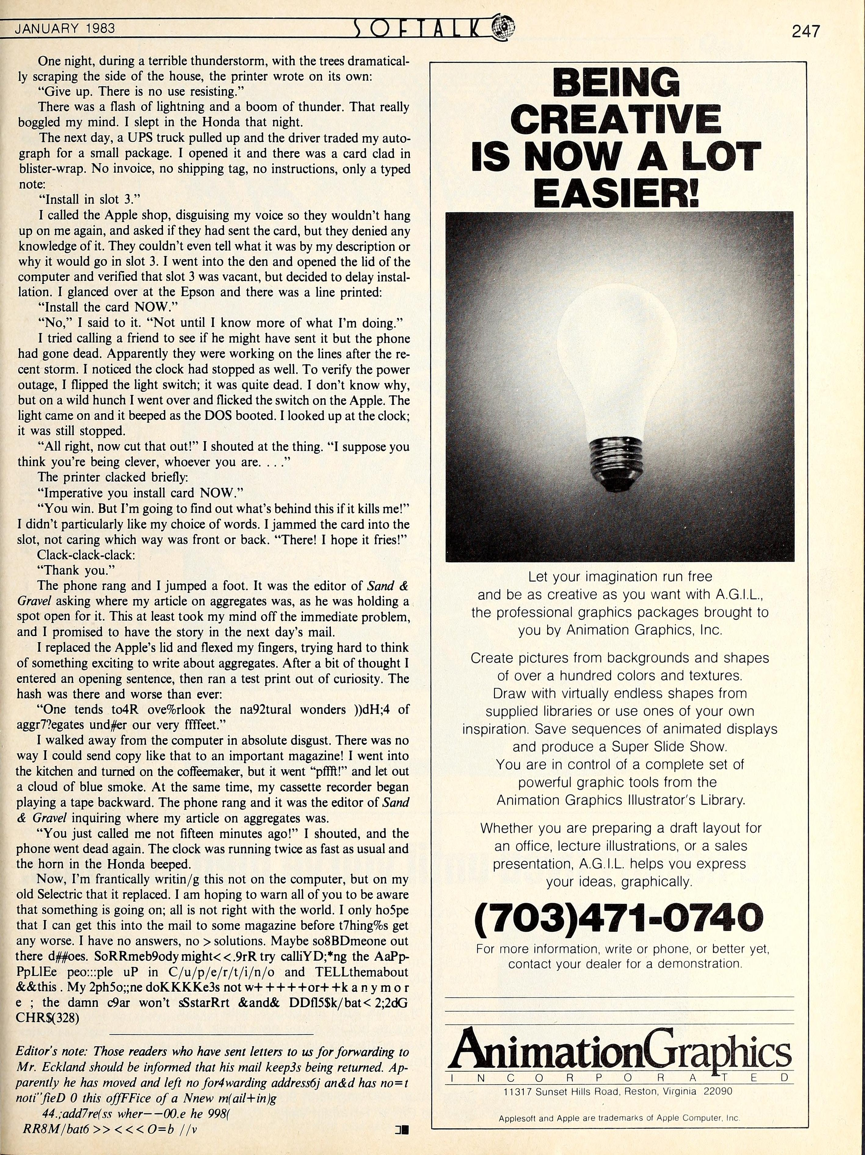 JANUARY 1983
SOFTALK
247
One night, during a terrible thunderstorm, with the trees dramatical-
ly scraping the side of the house, the printer wrote on its own:
“Give up. There is no use resisting.”
There was a flash of lightning and a boom of thunder. That really
boggled my mind. I slept in the Honda that night.
The next day, a UPS truck pulled up and the driver traded my auto-
graph for a small package. I opened it and there was a card clad in
blister-wrap. No invoice, no shipping tag, no instructions, only a typed
note:
“Install in slot 3.”
I called the Apple shop, disguising my voice so they wouldn’t hang
up on me again, and asked if they had sent the card, but they denied any
knowledge of it. They couldn’t even tell what it was by my description or
why it would go in slot 3. I went into the den and opened the lid of the
computer and verified that slot 3 was vacant, but decided to delay instal-
lation. I glanced over at the Epson and there was a line printed:
“Install the card NOW.”
“No,” I said to it. “Not until I know more of what I’m doing.”
I tried calling a friend to see if he might have sent it but the phone
had gone dead. Apparently they were working on the lines after the re-
cent storm. I noticed the clock had stopped as well. To verify the power
outage, I flipped the light switch; it was quite dead. I don’t know why,
but on a wild hunch I went over and flicked the switch on the Apple. The
light came on and it beeped as the DOS booted. I looked up at the clock;
it was still stopped.
“All right, now cut that out!” I shouted at the thing. “I suppose you
think you’re being clever, whoever you are. . . .”
The printer clacked briefly:
“Imperative you install card NOW.”
“You win. But I’m going to find out what’s behind this if it kills me!”
I didn’t particularly like my choice of words. I jammed the card into the
slot, not caring which way was front or back. “There! I hope it fries!”
Clack-clack-clack:
“Thank you.”
The phone rang and I jumped a foot. It was the editor of Sand &
Gravel asking where my article on aggregates was, as he was holding a
spot open for it. This at least took my mind off the immediate problem,
and I promised to have the story in the next day’s mail.
I replaced the Apple’s lid and flexed my fingers, trying hard to think
of something exciting to write about aggregates. After a bit of thought I
entered an opening sentence, then ran a test print out of curiosity. The
hash was there and worse than ever:
“One tends to4R ove%rlook the na92tural wonders ))dH;4 of
aggr7?egates und#er our very ffffeet.”
I walked away from the computer in absolute disgust. There was no
way I could send copy like that to an important magazine! I went into
the kitchen and turned on the coffeemaker, but it went “pffft!” and let out
a cloud of blue smoke. At the same time, my cassette recorder began
playing a tape backward. The phone rang and it was the editor of Sand
& Gravel inquiring where my article on aggregates was.
“You just called me not fifteen minutes ago!” I shouted, and the
phone went dead again. The clock was running twice as fast as usual and
the horn in the Honda beeped.
Now, I’m frantically writin/g this not on the computer, but on my
old Selectric that it replaced. I am hoping to warn all of you to be aware
that something is going on; all is not right with the world. I only ho5pe
that I can get this into the mail to some magazine before t7hing%s get
any worse. I have no answers, no > solutions. Maybe so8BDmeone out
there d##oes. SoRRmeb9ody might<<.9rR try calliYD;*ng the AaPp-
PpLlEe peo:::ple uP in C/u/p/e/r/t/i/n/o and TELLthemabout
&&this . My 2ph5o;;ne doKKKKe3s not w+ ++++or+ +k a n y m o r
e ; the damn c9ar won’t sSstarRrt &and& DDfl5$k/bat< 2;2dG
CHR$(328)
Editor’s note: Those readers who have sent letters to us for forwarding to
Mr. Eckland should be informed that his mail keep3s being returned. Ap-
parently he has moved and left no for4warding address6j an&d has no=t
noti¨fieD 0 this offFFice of a Nnew m(ail+in)g
44.;add7re(ss wher--00.e he 998(
RR8M/bat6 >> <<< O=b //v
BEING
CREATIVE
IS NOW A LOT
EASIER!
Let your imagination run free
and be as creative as you want with A.G.I.L.,
the professional graphics packages brought to
you by Animation Graphics, Inc.
Create pictures from backgrounds and shapes
of over a hundred colors and textures.
Draw with virtually endless shapes from
supplied libraries or use ones of your own
inspiration. Save sequences of animated displays
and produce a Super Slide Show.
You are in control of a complete set of
powerful graphic tools from the
Animation Graphics Illustrator’s Library.
Whether you are preparing a draft layout for
an office, lecture illustrations, or a sales
presentation, A.G.I.L. helps you express
your ideas, graphically.
(703)471-0740
For more information, write or phone, or better yet,
contact your dealer for a demonstration.
AnimationGraphics
INCORPORATED
11317 Sunset Hills Road, Reston, Virginia 22090
Applesoft and Apple are trademarks of Apple Computer, Inc.